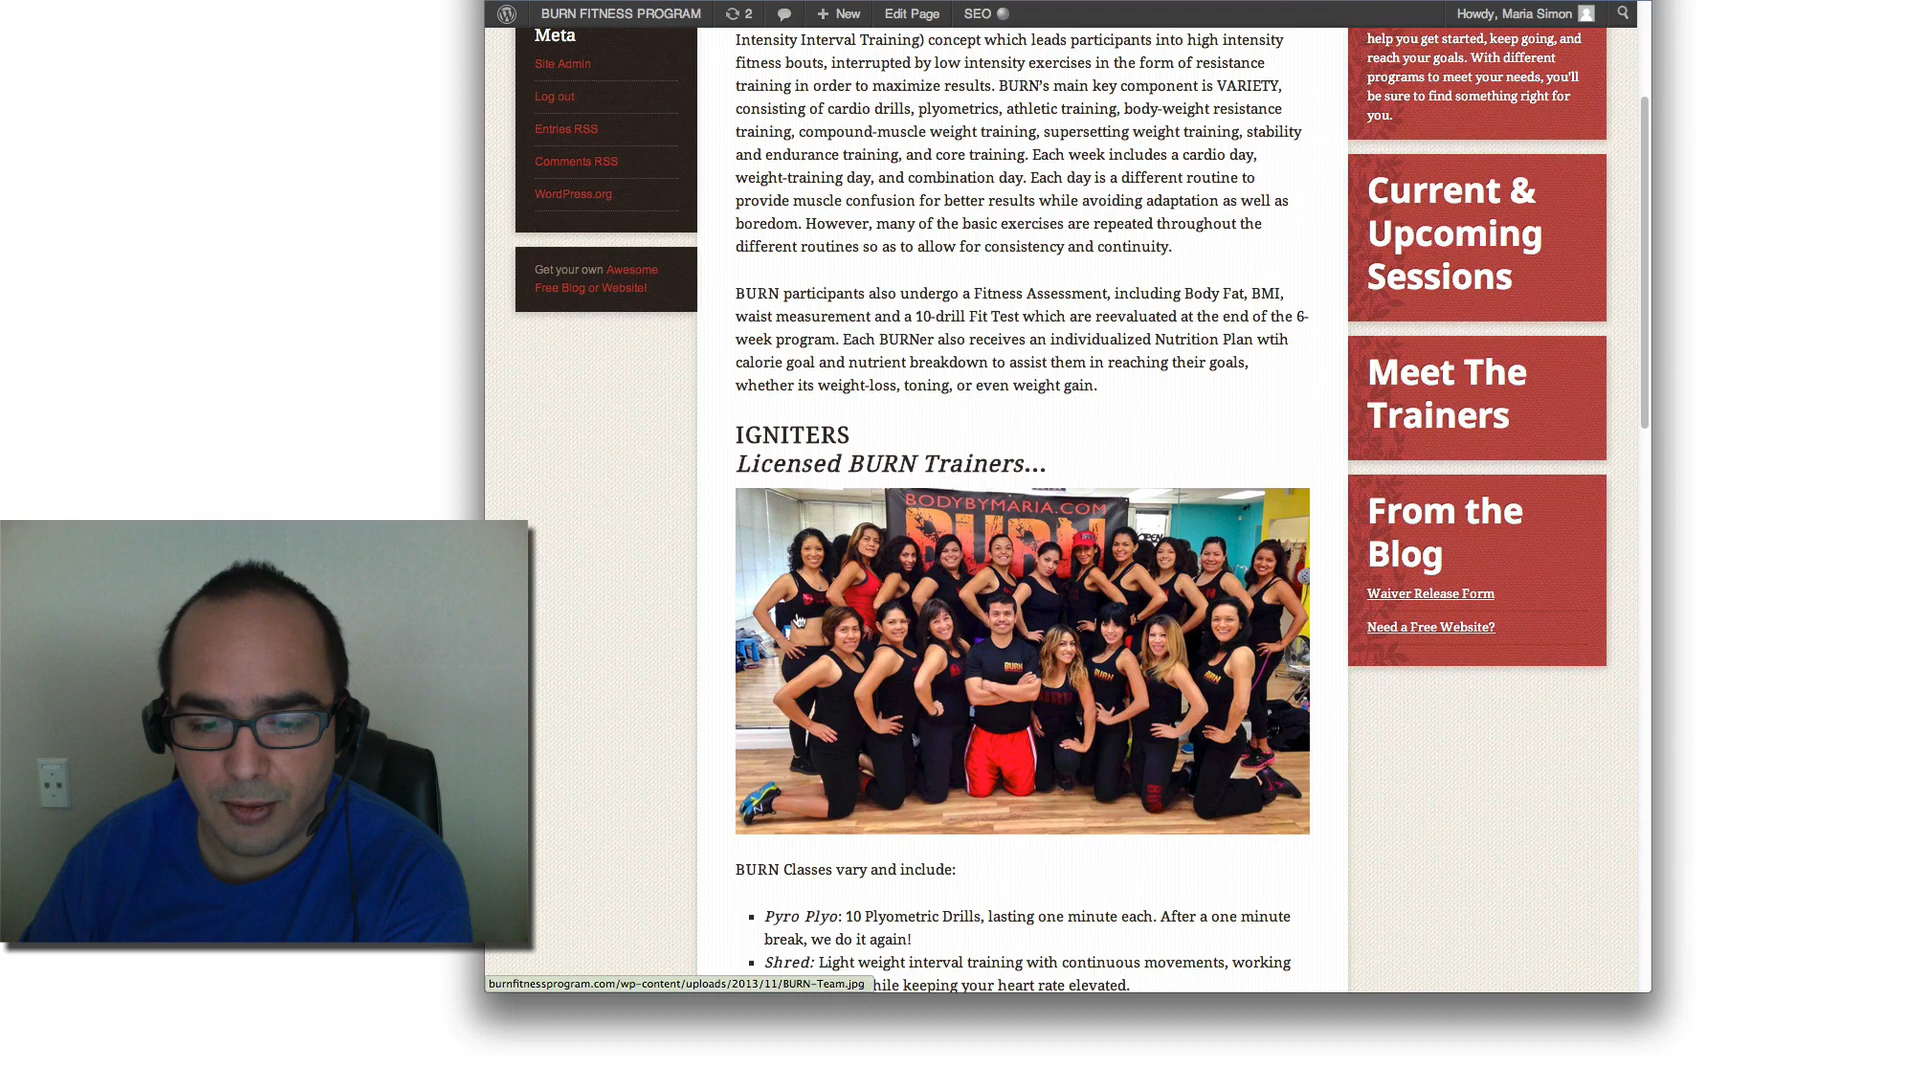 BURN FITNESS PROGRAM 2 New Edit Page SEO Howdy, Maria Simon
Meta
Site Admin
Log out
Entries RSS
Comments RSS
WordPress.org
Get your own Awesome
Free Blog or Website!
Intensity Interval Training) concept which leads participants into high intensity
fitness bouts, interrupted by low intensity exercises in the form of resistance
training in order to maximize results. BURN’s main key component is VARIETY,
consisting of cardio drills, plyometrics, athletic training, body-weight resistance
training, compound-muscle weight training, supersetting weight training, stability
and endurance training, and core training. Each week includes a cardio day,
weight-training day, and combination day. Each day is a different routine to
provide muscle confusion for better results while avoiding adaptation as well as
boredom. However, many of the basic exercises are repeated throughout the
different routines so as to allow for consistency and continuity.
BURN participants also undergo a Fitness Assessment, including Body Fat, BMI,
waist measurement and a 10-drill Fit Test which are reevaluated at the end of the 6-
week program. Each BURNer also receives an individualized Nutrition Plan wtih
calorie goal and nutrient breakdown to assist them in reaching their goals,
whether its weight-loss, toning, or even weight gain.
IGNITERS
Licensed BURN Trainers...
BODYBYMARIA.COM
BURN
OPEN
BURN
BURN
BURN
BURN Classes vary and include:
Pyro Plyo: 10 Plyometric Drills, lasting one minute each. After a one minute
break, we do it again!
Shred: Light weight interval training with continuous movements, working
hile keeping your heart rate elevated.
burnfitnessprogram.com/wp-content/uploads/2013/11/BURN-Team.jpg
help you get started, keep going, and
reach your goals. With different
programs to meet your needs, you'll
be sure to find something right for
you.
Current &
Upcoming
Sessions
Meet The
Trainers
From the
Blog
Waiver Release Form
Need a Free Website?